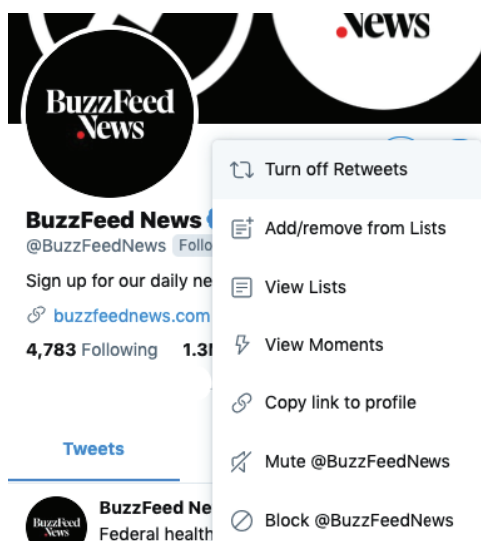 News
BuzzFeed
News
Turn off Retweets
BuzzFeed News
@BuzzFeedNews
Add/remove from Lists
Sign up for our daily
View Lists
buzzfeednews.com
4,783 Following
View Moments
Copy link to profile
Tweets
Mute @BuzzFeedNews
BuzzFeed
Federal health
Block @BuzzFeedNews
BuzzFeed
News